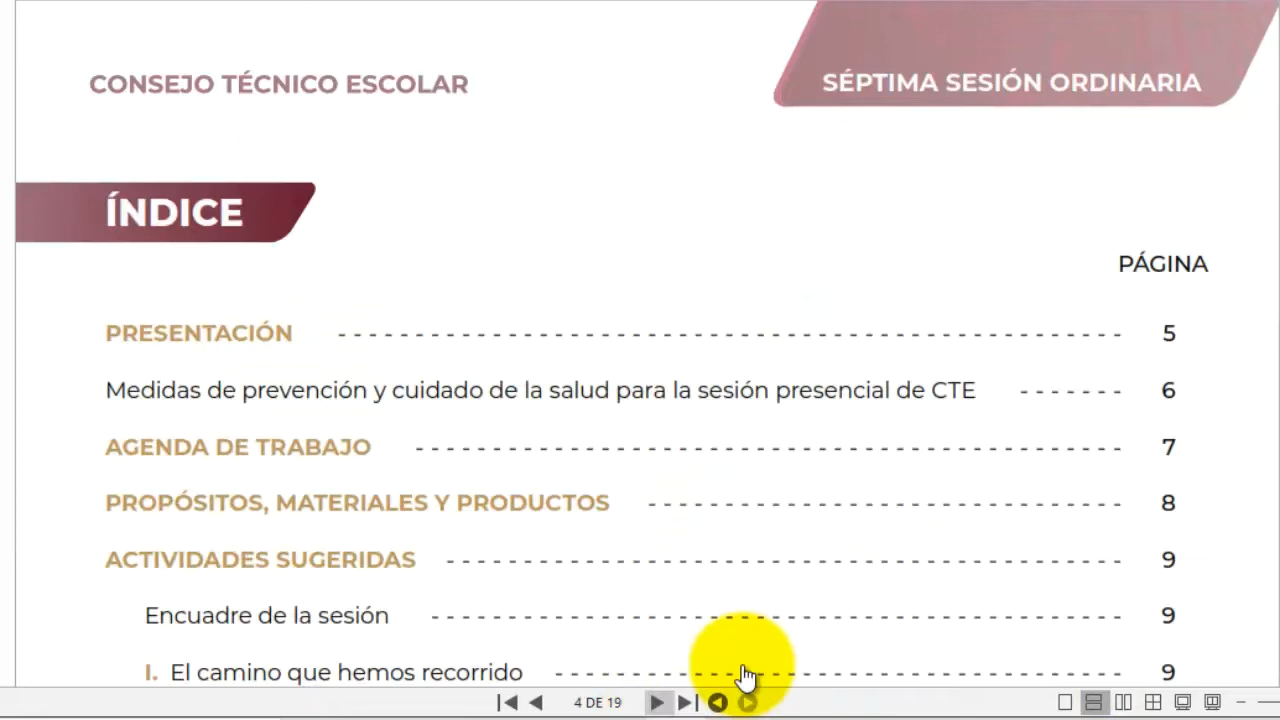 CONSEJO TÉCNICO ESCOLAR
SÉPTIMA SESIÓN ORDINARIA
ÍNDICE
PÁGINA
PRESENTACIÓN - - - - - - - - - - - - - - - - - - - - - - - - - - - - - - - - - - - - - - - - - - - - - - - - - - - 5
Medidas de prevención y cuidado de la salud para la sesión presencial de CTE - - - - - - - 6
AGENDA DE TRABAJO - - - - - - - - - - - - - - - - - - - - - - - - - - - - - - - - - - - - - - - - - - - - - - 7
PROPÓSITOS, MATERIALES Y PRODUCTOS - - - - - - - - - - - - - - - - - - - - - - - - - - - - - - - 8
ACTIVIDADES SUGERIDAS - - - - - - - - - - - - - - - - - - - - - - - - - - - - - - - - - - - - - - - - - - - - 9
Encuadre de la sesión - - - - - - - - - - - - - - - - - - - - - - - - - - - - - - - - - - - - - - - - - - - - - 9
I. El camino que hemos recorrido - - - - - - - - - - - - - - - - - - - - - - - - - - - - - - - - - - - - - 9
4 DE 19